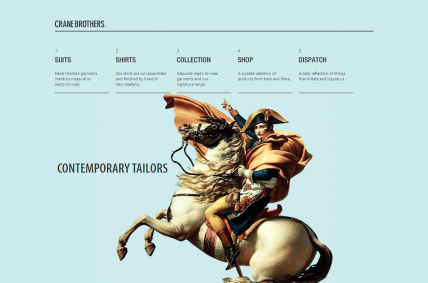 CRANE BROTHERS.
1 2 3 4 5
SUITS SHIRTS COLLECTION SHOP DISPATCH
Hand finished garments
made-to-measure or
ready-to-wear.
Our shirts are assembled
and finished by hand in
New Zealand.
Seasonal ready-to-wear
garments and our
signature range.
A curated selection of
products from here and there.
A daily reflection of things
that interest and inspire us
CONTEMPORARY TAILORS